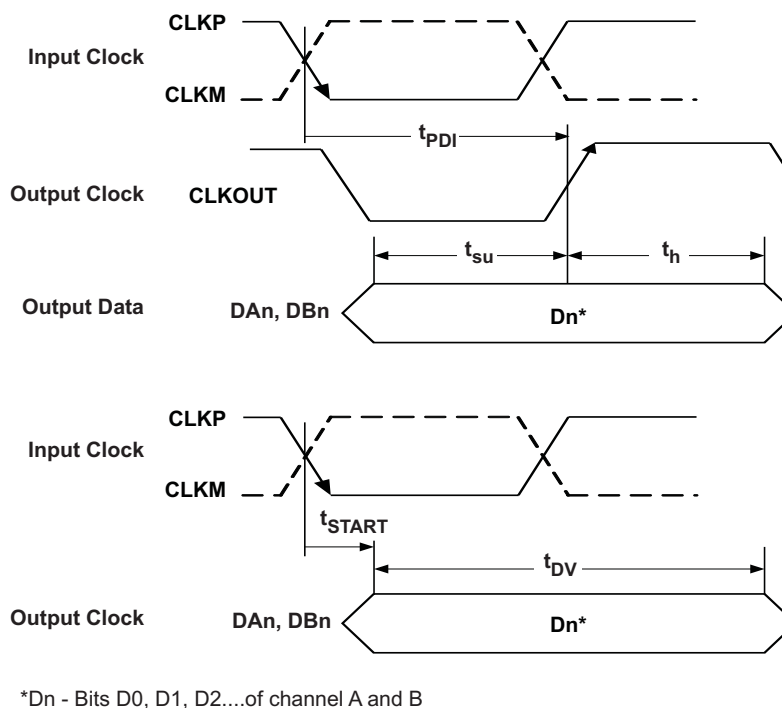 CLKP
Input Clock
CLKM
tPDI
Output Clock CLKOUT
tsu th
Output Data DAn, DBn Dn*
CLKP
Input Clock
CLKM
tSTART
tDV
Output Clock DAn, DBn Dn*
*Dn - Bits D0, D1, D2....of channel A and B